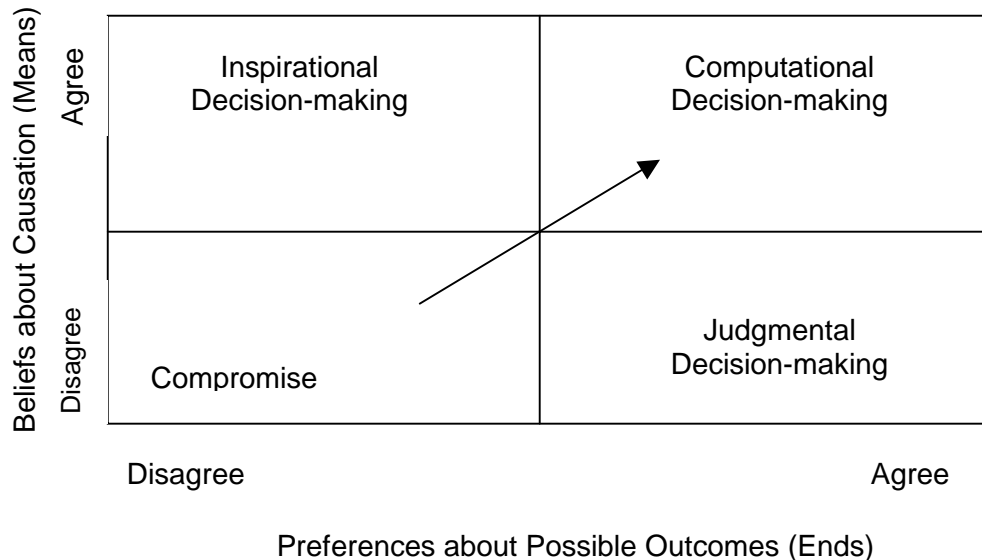 Beliefs about Causation (Means)
Agree
Disagree
Inspirational
Decision-making
Computational
Decision-making
Compromise
Judgmental
Decision-making
Disagree
Agree
Preferences about Possible Outcomes (Ends)